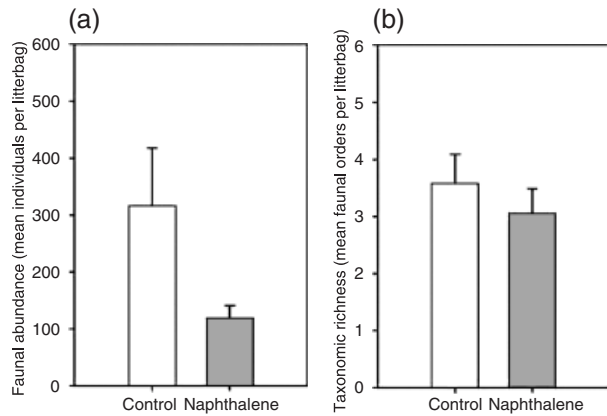 (a)
Faunal abundance (mean individuals per litterbag)
600
500
400
300
200
100
0
Control Naphthalene
(b)
Taxonomic richness (mean faunal orders per litterbag)
6
5
4
3
2
1
0
Control Naphthalene